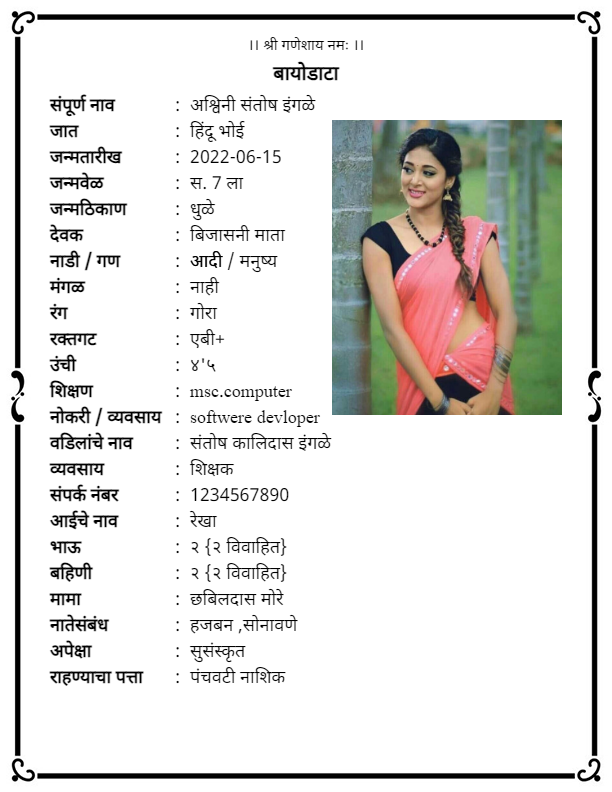 ।। श्री गणेशाय नमः ।।
बायोडाटा
संपूर्ण नाव : अश्विनी संतोष इंगळे
जात : हिंदू भोई
जन्मतारीख : 2022-06-15
जन्मवेळ : स. 7 ला
जन्मठिकाण : धुळे
देवक : बिजासनी माता
नाडी / गण : आदी / मनुष्य
मंगळ : नाही
रंग : गोरा
रक्तगट : एबी+
उंची : ४'५
शिक्षण : msc.computer
नोकरी / व्यवसाय : softwere devloper
वडिलांचे नाव : संतोष कालिदास इंगळे
व्यवसाय : शिक्षक
संपर्क नंबर : 1234567890
आईचे नाव : रेखा
भाऊ : २ {२ विवाहित}
बहिणी : २ {२ विवाहित}
मामा : छबिलदास मोरे
नातेसंबंध : हजबन ,सोनावणे
अपेक्षा : सुसंस्कृत
राहण्याचा पत्ता : पंचवटी नाशिक